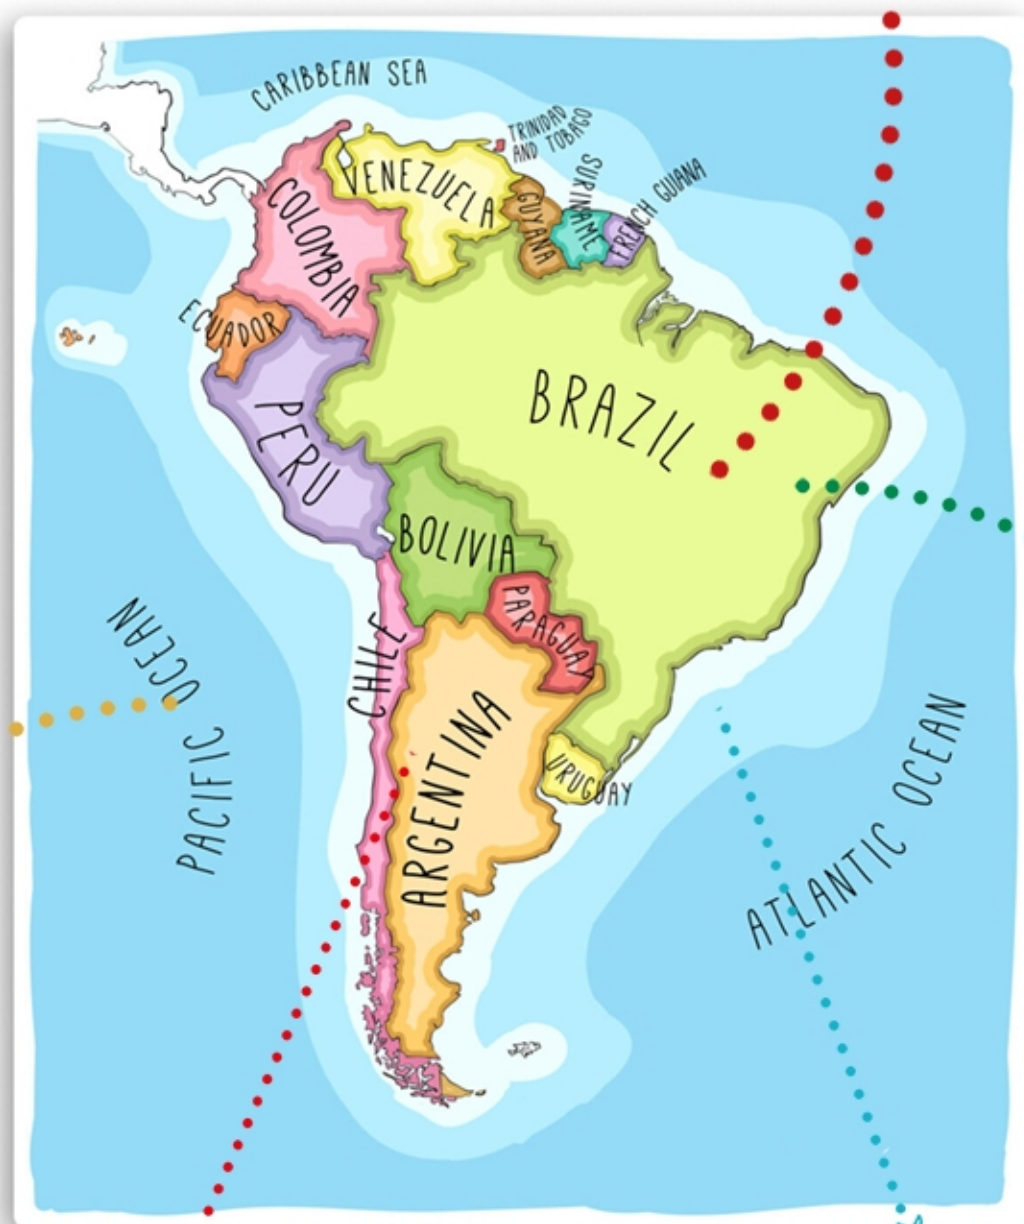 CARIBBEAN SEA
TRINIDAD
AND TOBAGO
VENEZUELA
COLOMBIA
GUYANA
SURINAME
FRENCH GUIANA
ECUADOR
PERU
BRAZIL
BOLIVIA
PARAGUAY
CHILE
ARGENTINA
URUGUAY
PACIFIC OCEAN
ATLANTIC OCEAN